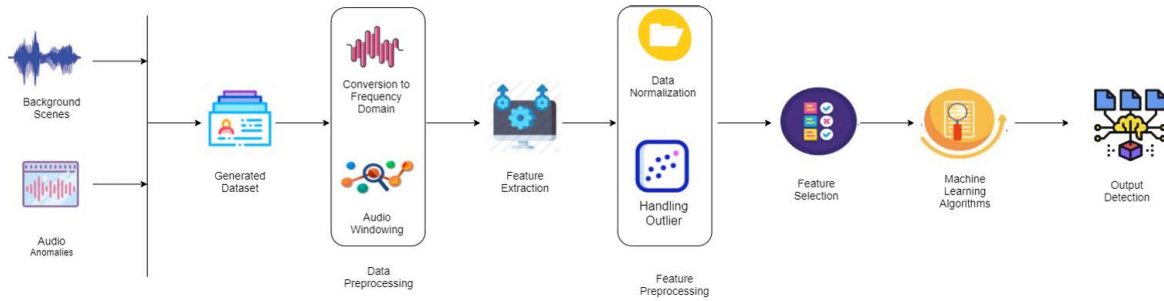 Background
Scenes
Audio
Anomalies
Generated
Dataset
Conversion to
Frequency
Domain
Audio
Windowing
Data
Preprocessing
Feature
Extraction
Data
Normalization
Handling
Outlier
Feature
Preprocessing
Feature
Selection
Machine
Learning
Algorithms
Output
Detection